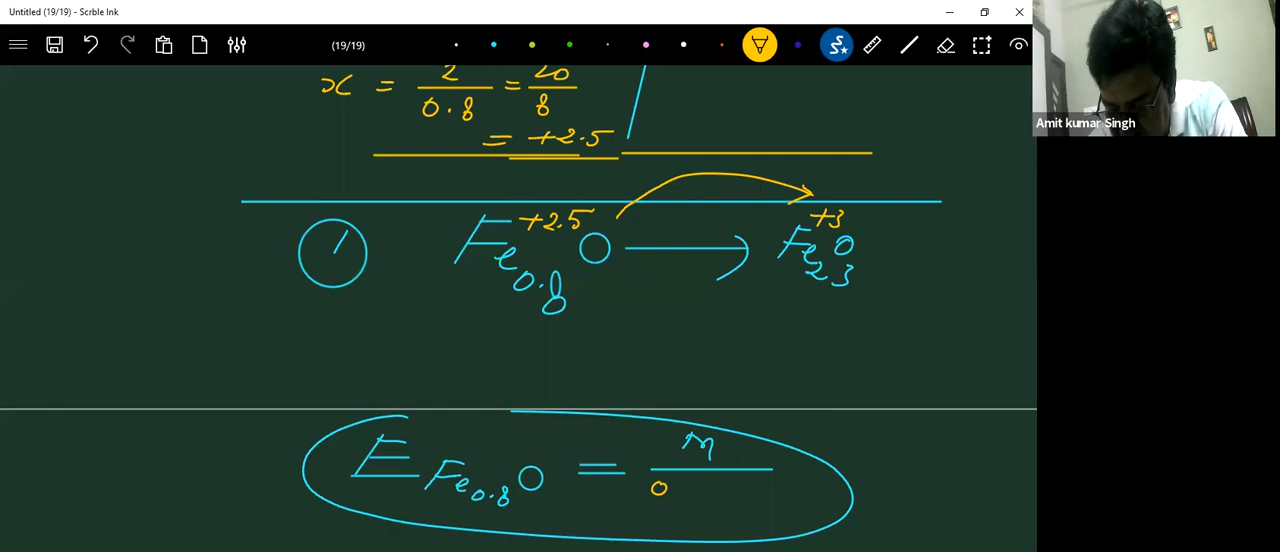 Untitled (19/19) - Scrble Ink
(19/19)
Amit kumar Singh
x = 2/0.8 = 20/8
= +2.5
① Fe0.8O ⟶ Fe2O3
+2.5 +3
E Fe0.8O = M/0